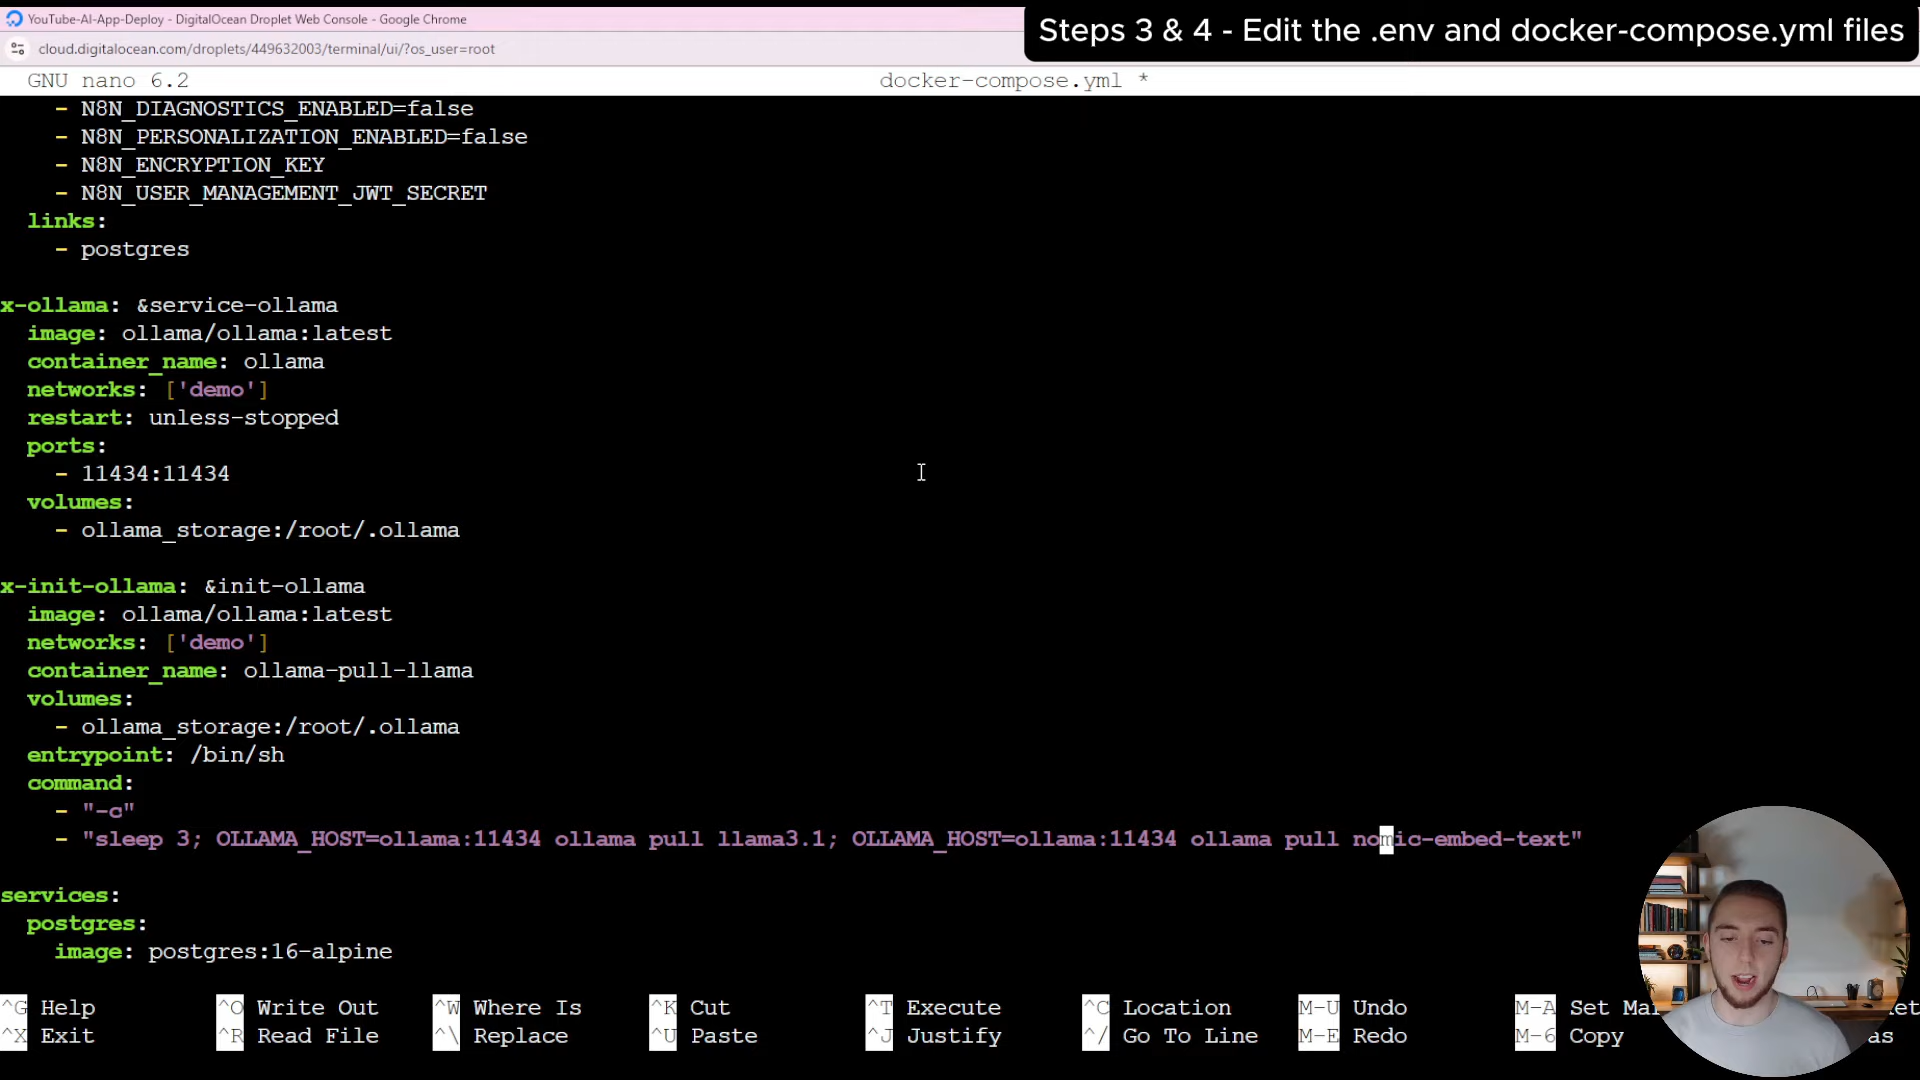 YouTube-AI-App-Deploy - DigitalOcean Droplet Web Console - Google Chrome
cloud.digitalocean.com/droplets/449632003/terminal/ui/?os_user=root
Steps 3 & 4 - Edit the .env and docker-compose.yml files
GNU nano 6.2 docker-compose.yml *
- N8N_DIAGNOSTICS_ENABLED=false
- N8N_PERSONALIZATION_ENABLED=false
- N8N_ENCRYPTION_KEY
- N8N_USER_MANAGEMENT_JWT_SECRET
links:
- postgres
x-ollama: &service-ollama
image: ollama/ollama:latest
container_name: ollama
networks: ['demo']
restart: unless-stopped
ports:
- 11434:11434
volumes:
- ollama_storage:/root/.ollama
x-init-ollama: &init-ollama
image: ollama/ollama:latest
networks: ['demo']
container_name: ollama-pull-llama
volumes:
- ollama_storage:/root/.ollama
entrypoint: /bin/sh
command:
- "-c"
- "sleep 3; OLLAMA_HOST=ollama:11434 ollama pull llama3.1; OLLAMA_HOST=ollama:11434 ollama pull nomic-embed-text"
services:
postgres:
image: postgres:16-alpine
^G Help ^O Write Out ^W Where Is ^K Cut ^T Execute ^C Location M-U Undo M-A Set
^X Exit ^R Read File ^\ Replace ^U Paste ^J Justify ^/ Go To Line M-E Redo M-6 Copy